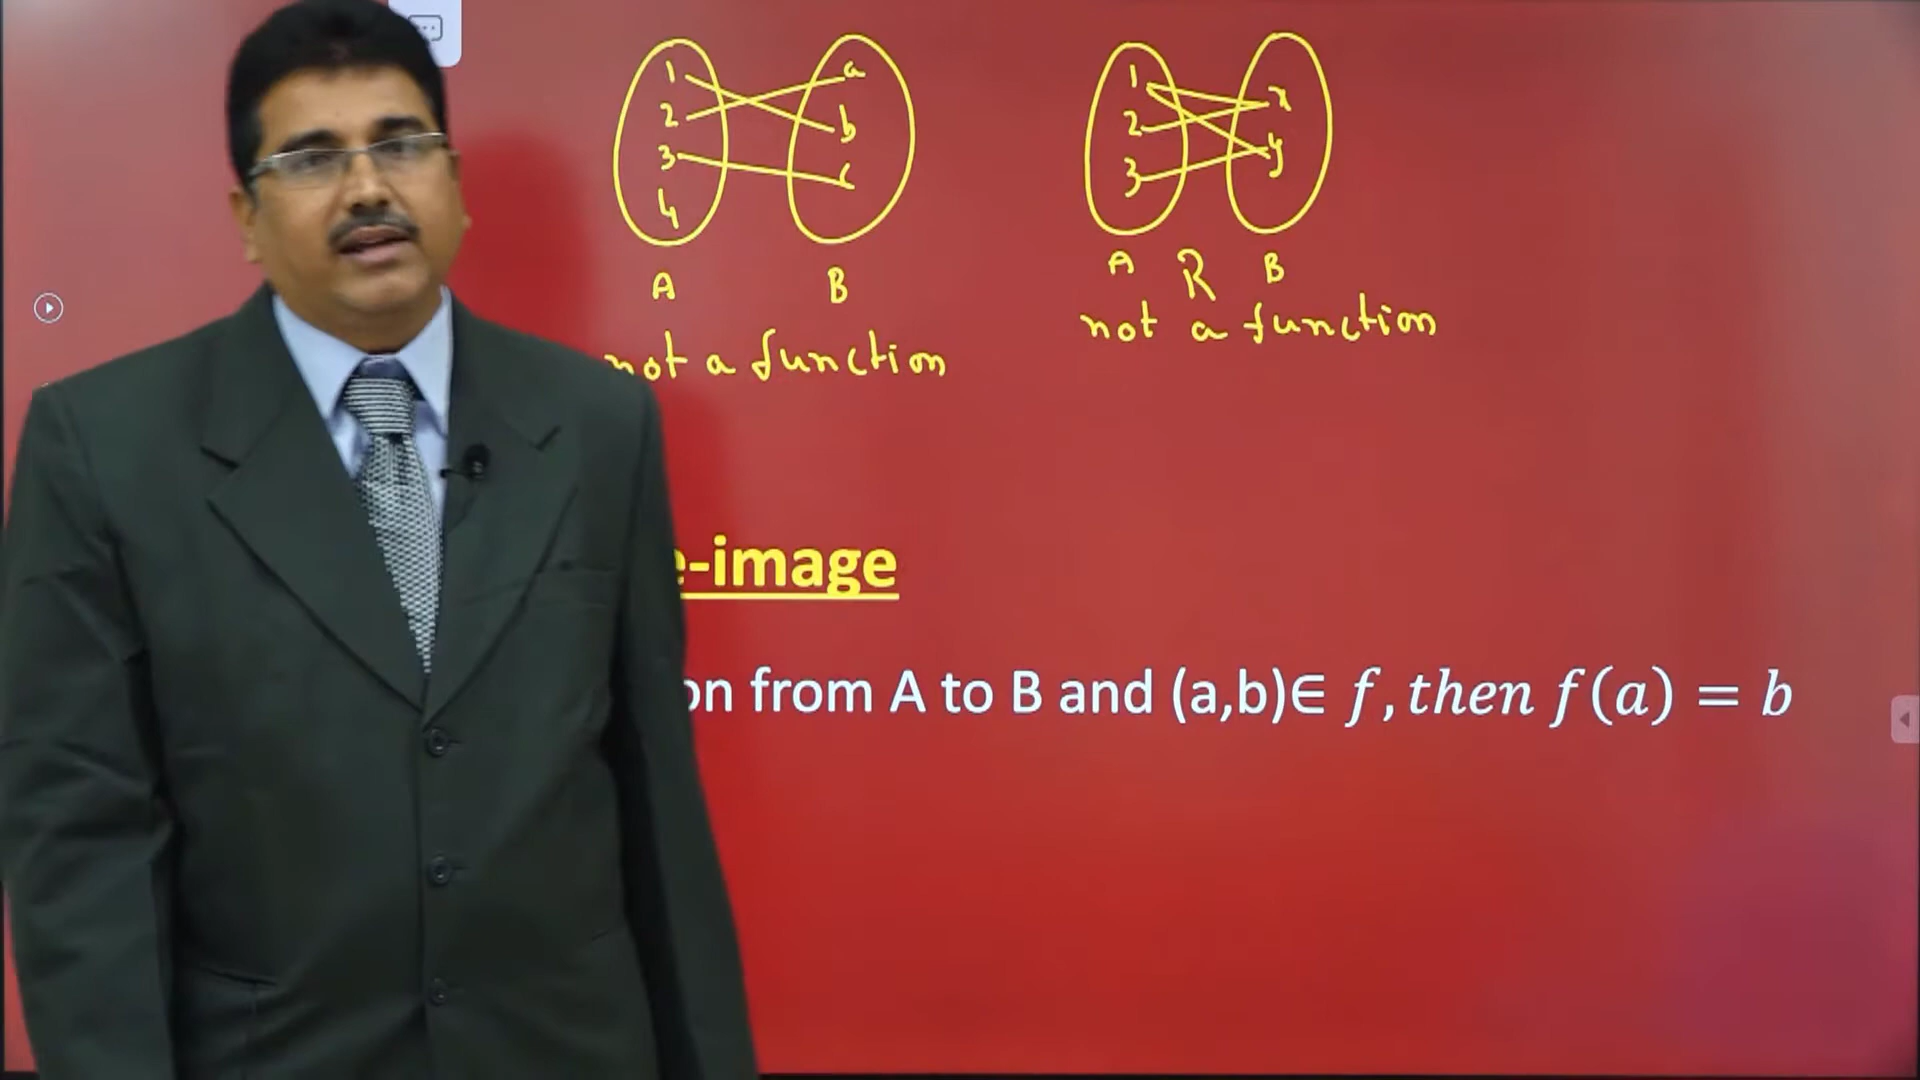 1 a
2 b
3 c
4
A B
not a function
1 x
2 y
3
A R B
not a function
e-image
on from A to B and (a,b)∈ f, then f(a) = b